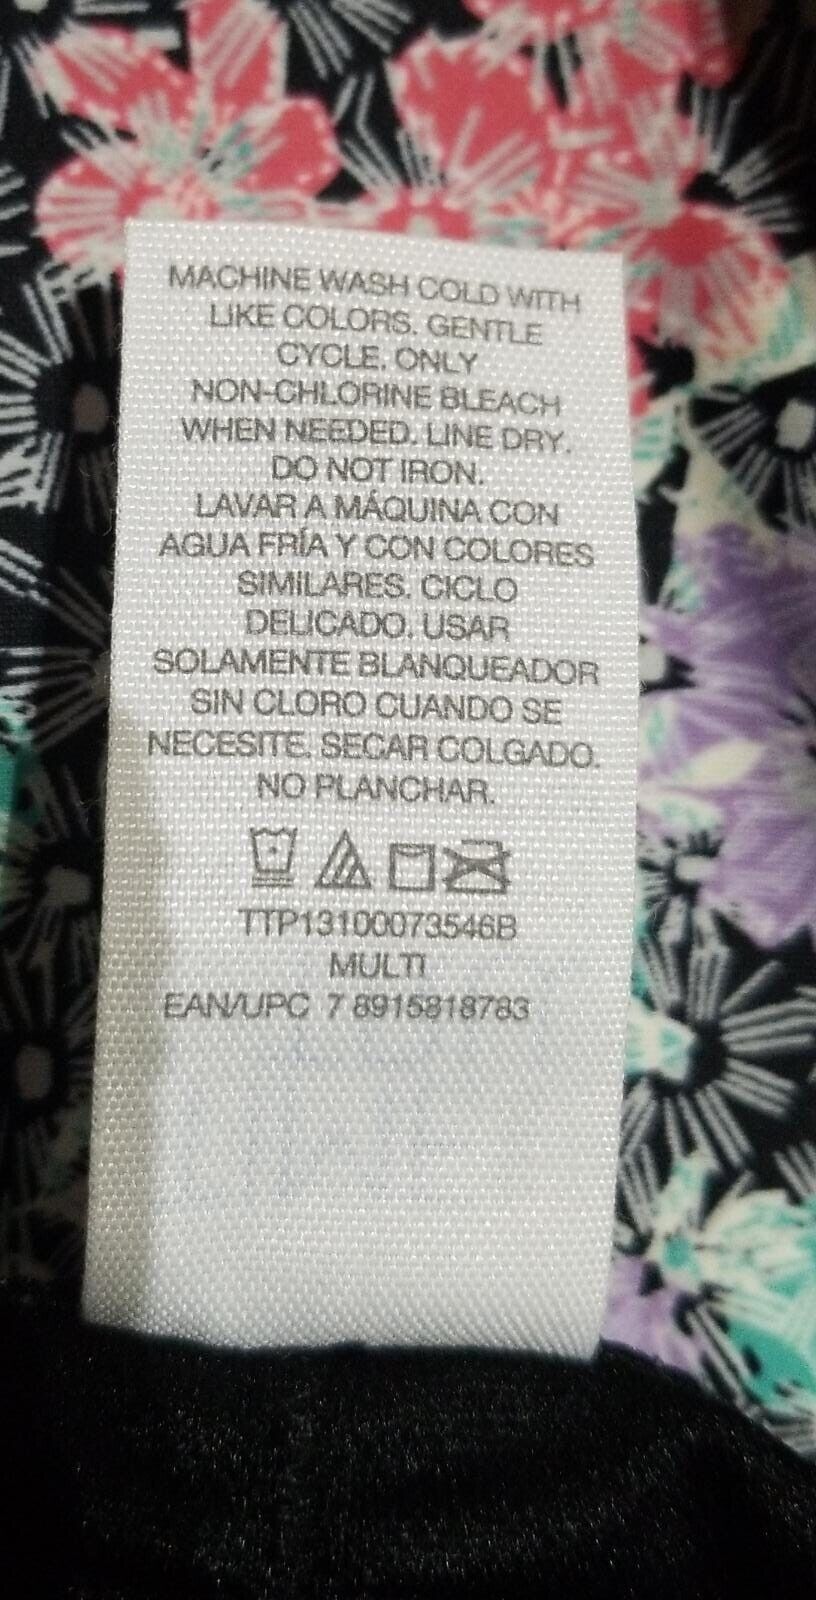 MACHINE WASH COLD WITH
LIKE COLORS. GENTLE
CYCLE. ONLY
NON-CHLORINE BLEACH
WHEN NEEDED. LINE DRY.
DO NOT IRON.
LAVAR A MÁQUINA CON
AGUA FRÍA Y CON COLORES
SIMILARES. CICLO
DELICADO. USAR
SOLAMENTE BLANQUEADOR
SIN CLORO CUANDO SE
NECESITE. SECAR COLGADO.
NO PLANCHAR.
TTP13100073546B
MULTI
EAN/UPC 7 8915818783